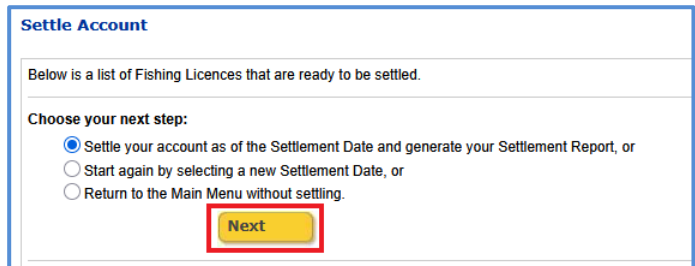 Settle Account
Below is a list of Fishing Licences that are ready to be settled.
Choose your next step:
Settle your account as of the Settlement Date and generate your Settlement Report, or
Start again by selecting a new Settlement Date, or
Return to the Main Menu without settling.
Next